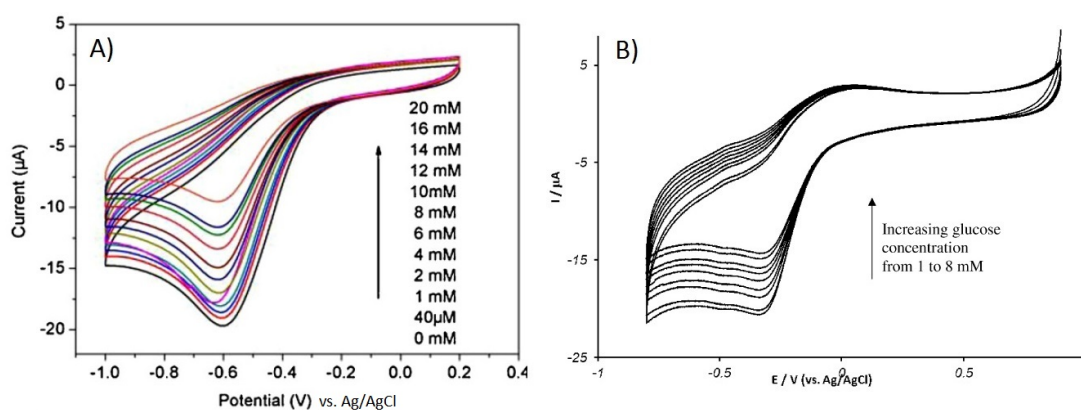 A)
5
0
-5
-10
-15
-20
Current (µA)
20 mM
16 mM
14 mM
12 mM
10mM
8 mM
6 mM
4 mM
2 mM
1 mM
40µM
0 mM
-1.0 -0.8 -0.6 -0.4 -0.2 0.0 0.2 0.4
Potential (V) vs. Ag/AgCl
B)
5
-5
-15
-25
I / µA
Increasing glucose
concentration
from 1 to 8 mM
-1 -0.5 0 0.5
E / V (vs. Ag/AgCl)